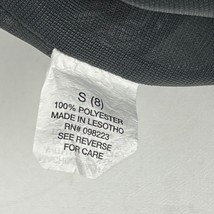 S (8)
100% POLYESTER
MADE IN LESOTHO
RN# 098223
SEE REVERSE
FOR CARE